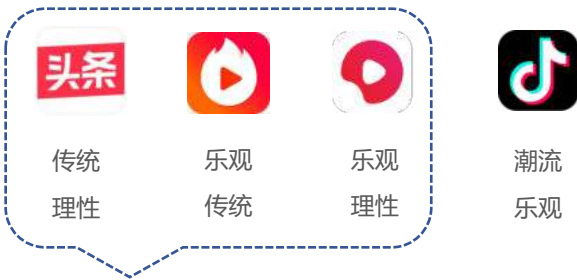 头条
传统 乐观 乐观 潮流
理性 传统 理性 乐观